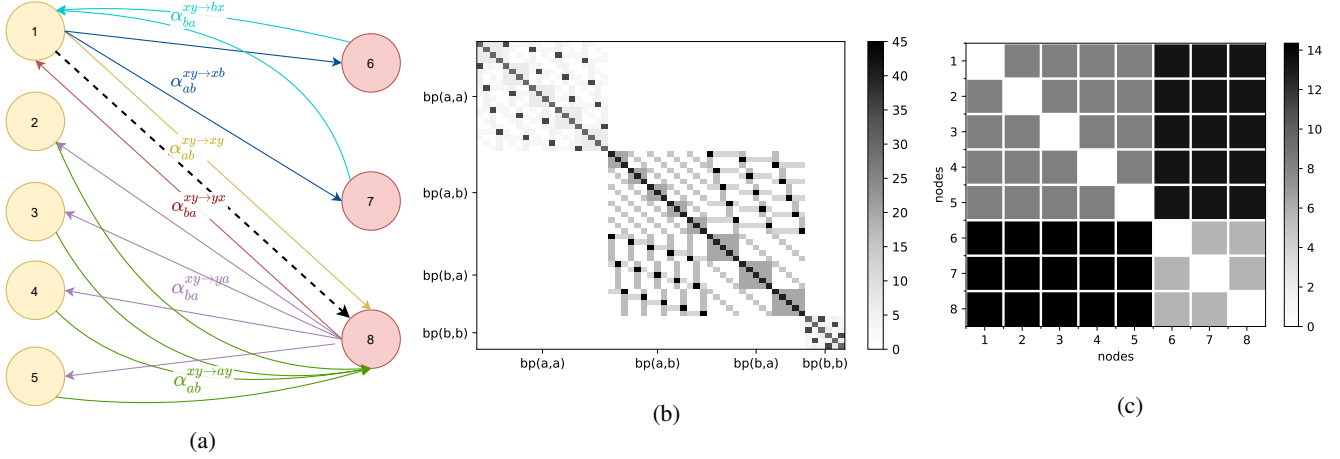 1
2
3
4
5
6
7
8
α_{ba}^{xy→bx}
α_{ab}^{xy→xb}
α_{ab}^{xy→xy}
α_{ba}^{xy→yx}
α_{ba}^{xy→ya}
α_{ab}^{xy→ay}
(a)
bp(a,a)
bp(a,b)
bp(b,a)
bp(b,b)
bp(a,a) bp(a,b) bp(b,a) bp(b,b)
45
40
35
30
25
20
15
10
5
0
(b)
nodes
1
2
3
4
5
6
7
8
1 2 3 4 5 6 7 8
nodes
14
12
10
8
6
4
2
0
(c)